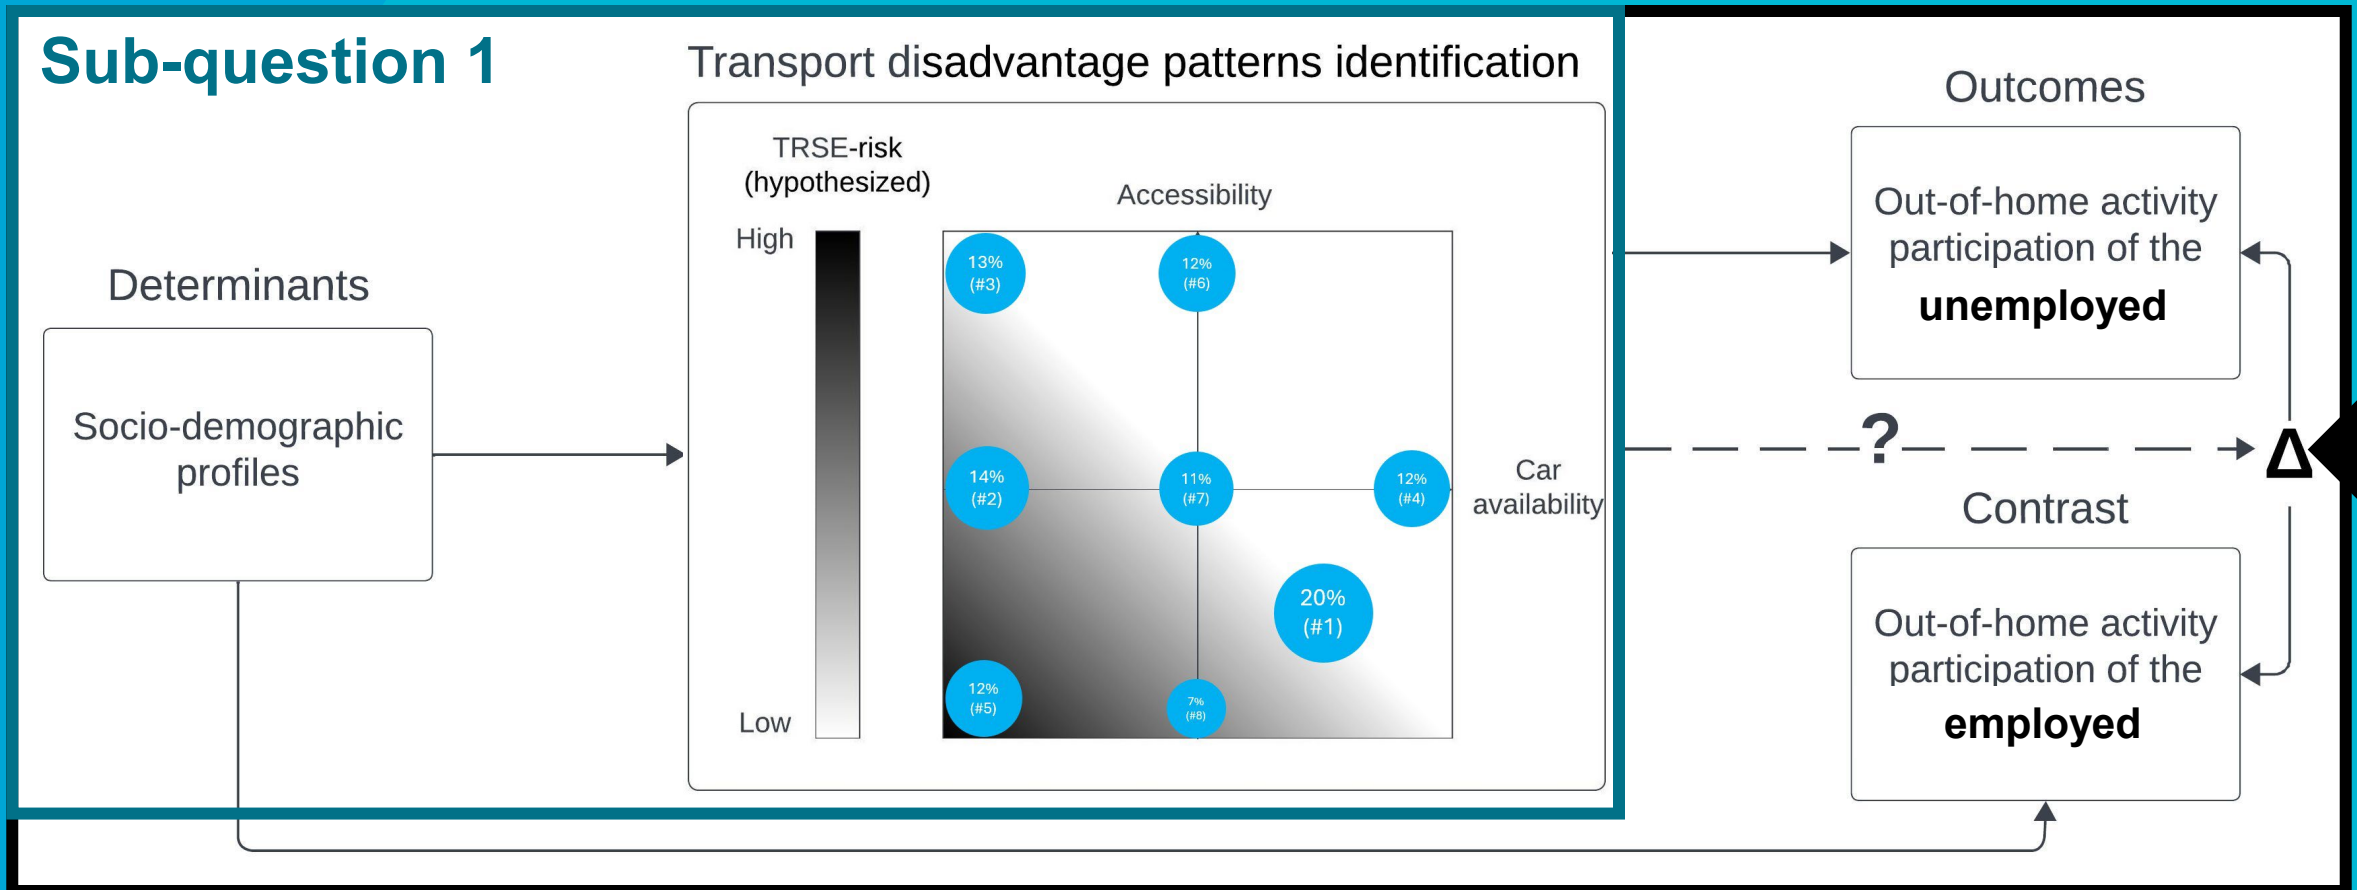 Sub-question 1
Transport disadvantage patterns identification
Determinants
Socio-demographic
profiles
TRSE-risk
(hypothesized)
High
Low
Accessibility
13%
(#3)
12%
(#6)
14%
(#2)
11%
(#7)
12%
(#4)
Car
availability
20%
(#1)
12%
(#5)
7%
(#8)
Outcomes
Out-of-home activity
participation of the
unemployed
?
Δ
Contrast
Out-of-home activity
participation of the
employed